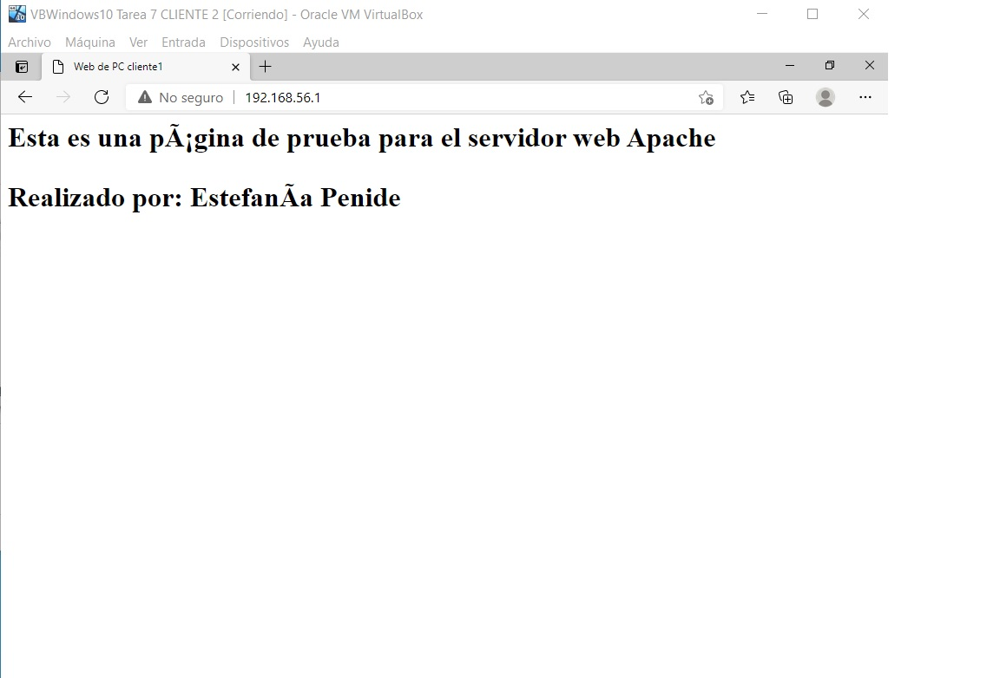 VBWindows10 Tarea 7 CLIENTE 2 [Corriendo] - Oracle VM VirtualBox
Archivo Máquina Ver Entrada Dispositivos Ayuda
Web de PC cliente1
No seguro 192.168.56.1
Esta es una pÃ¡gina de prueba para el servidor web Apache
Realizado por: EstefanÃa Penide